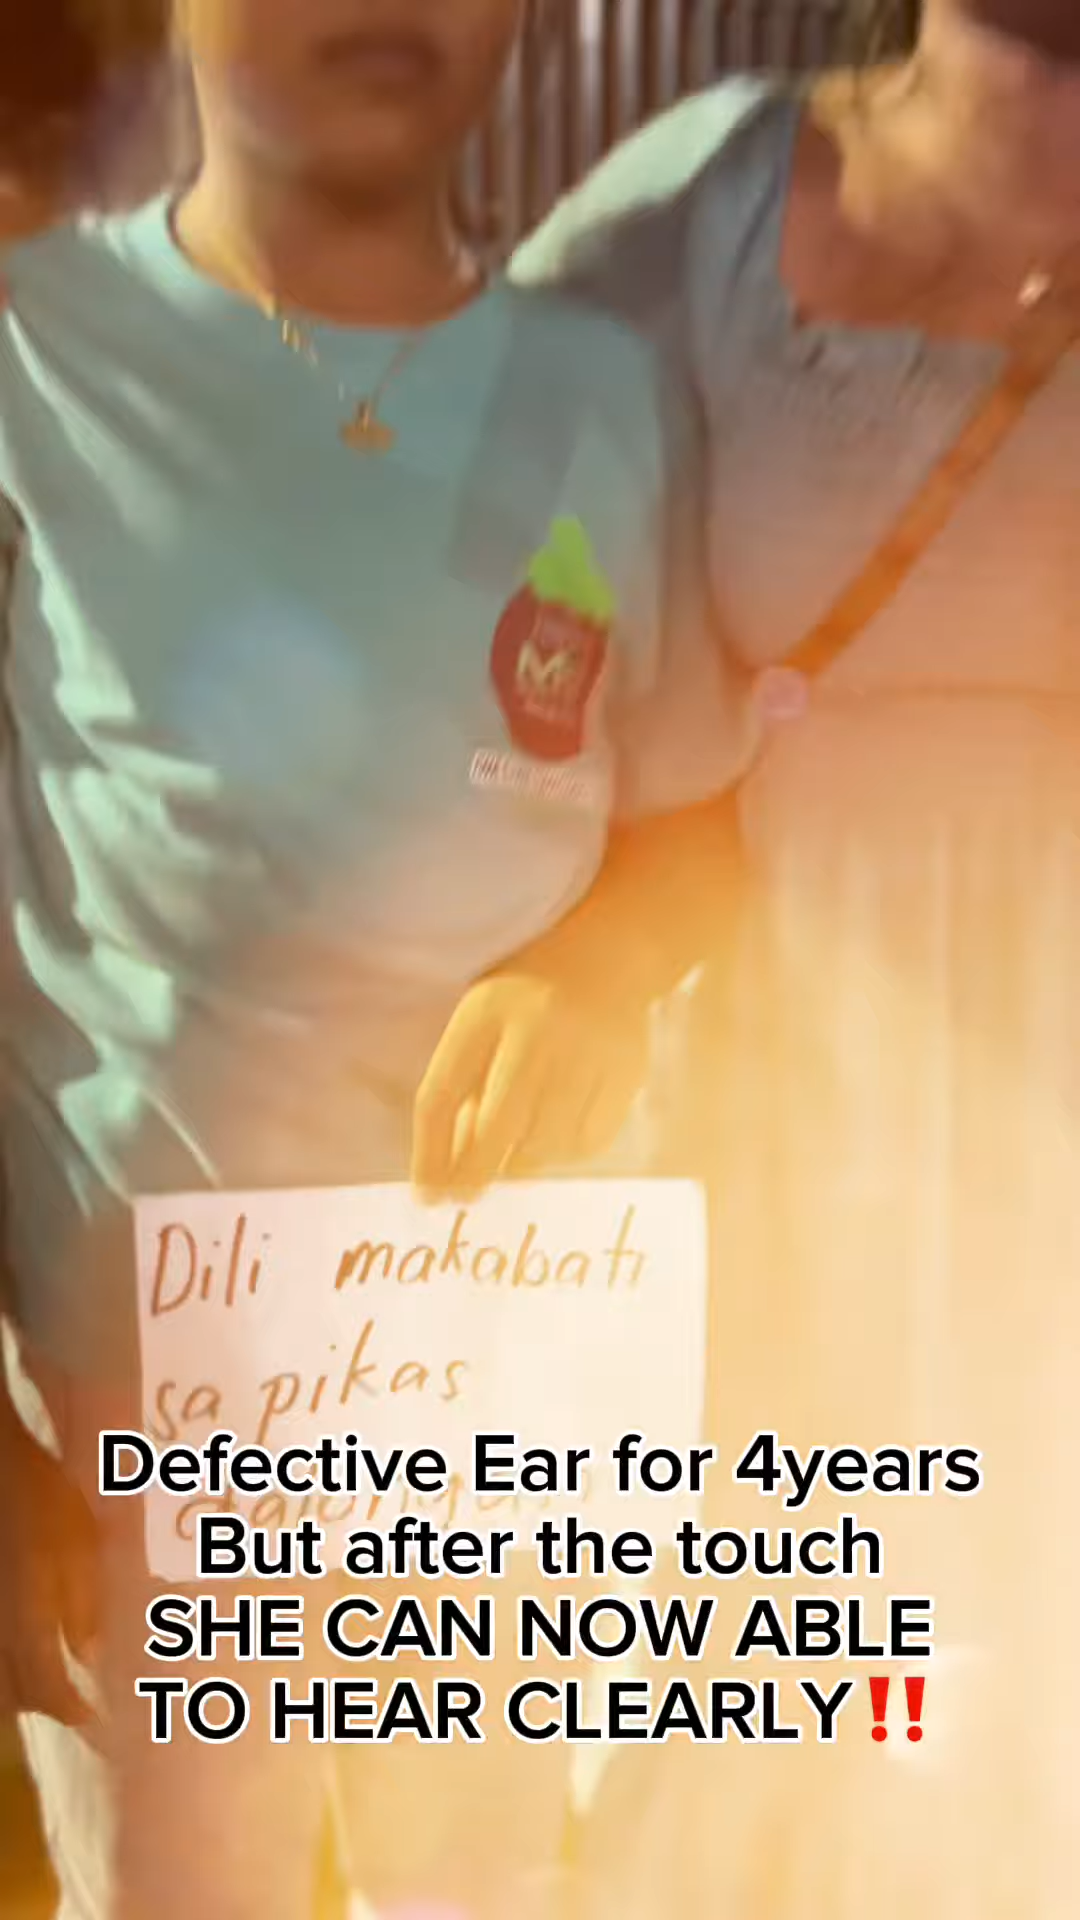 Dili makabati
sa pikas
Defective Ear for 4years
But after the touch
SHE CAN NOW ABLE
TO HEAR CLEARLY‼️